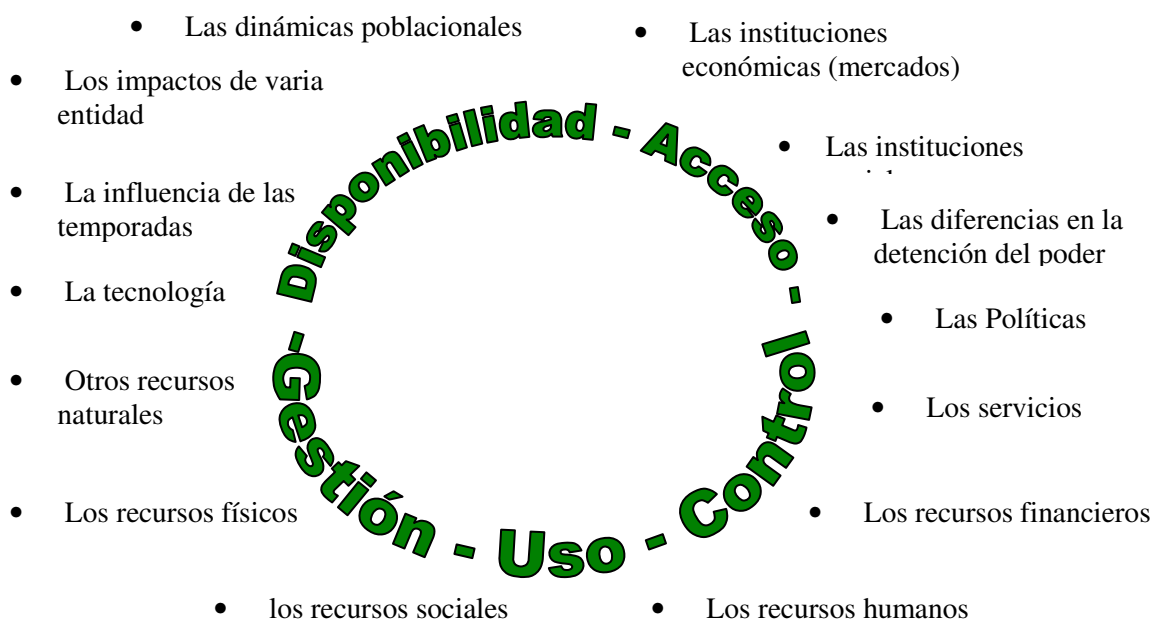 • Las dinámicas poblacionales
• Las instituciones
económicas (mercados)
• Los impactos de varia
entidad
• Las instituciones
• La influencia de las
temporadas
• Las diferencias en la
detención del poder
• La tecnología
• Las Políticas
• Otros recursos
naturales
• Los servicios
• Los recursos físicos
• Los recursos financieros
• los recursos sociales
• Los recursos humanos
Disponibilidad - Acceso - Control - Uso - Gestión -